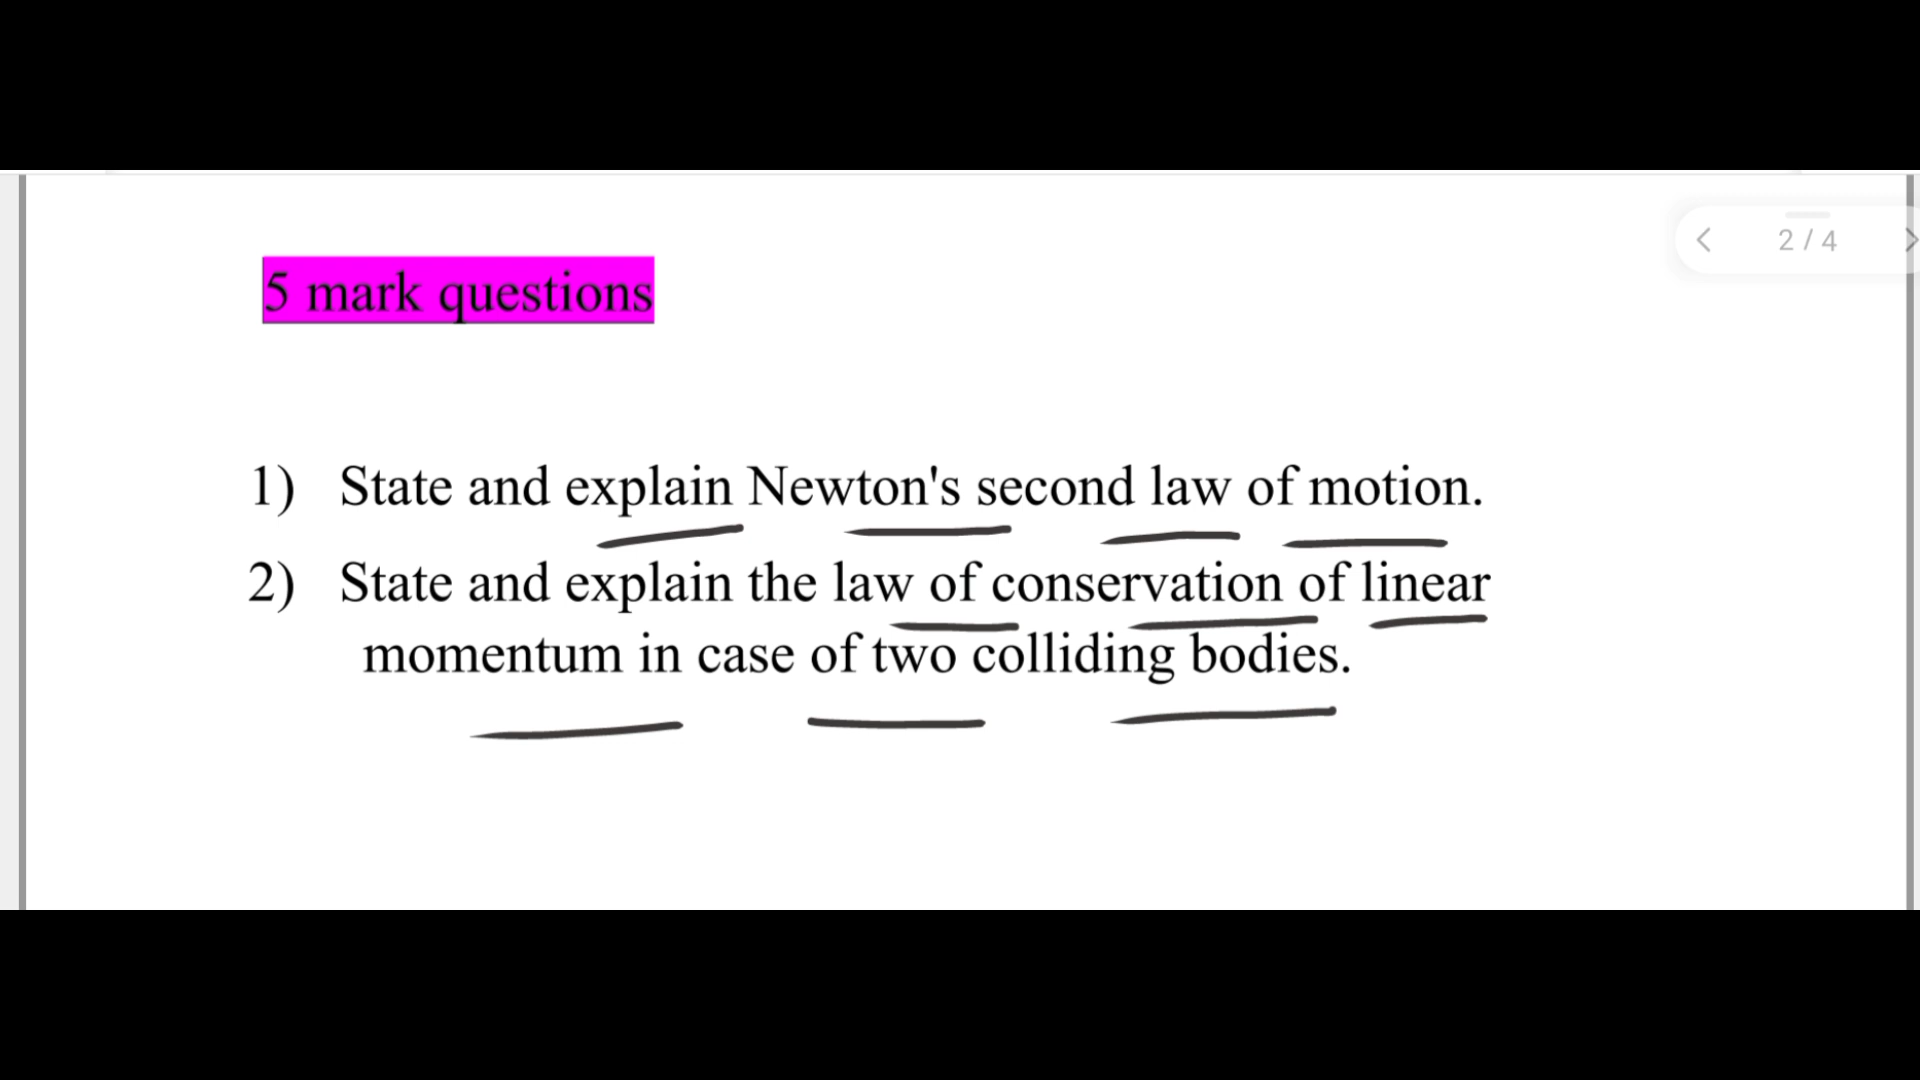 2 / 4
5 mark questions
1) State and explain Newton's second law of motion.
2) State and explain the law of conservation of linear
momentum in case of two colliding bodies.